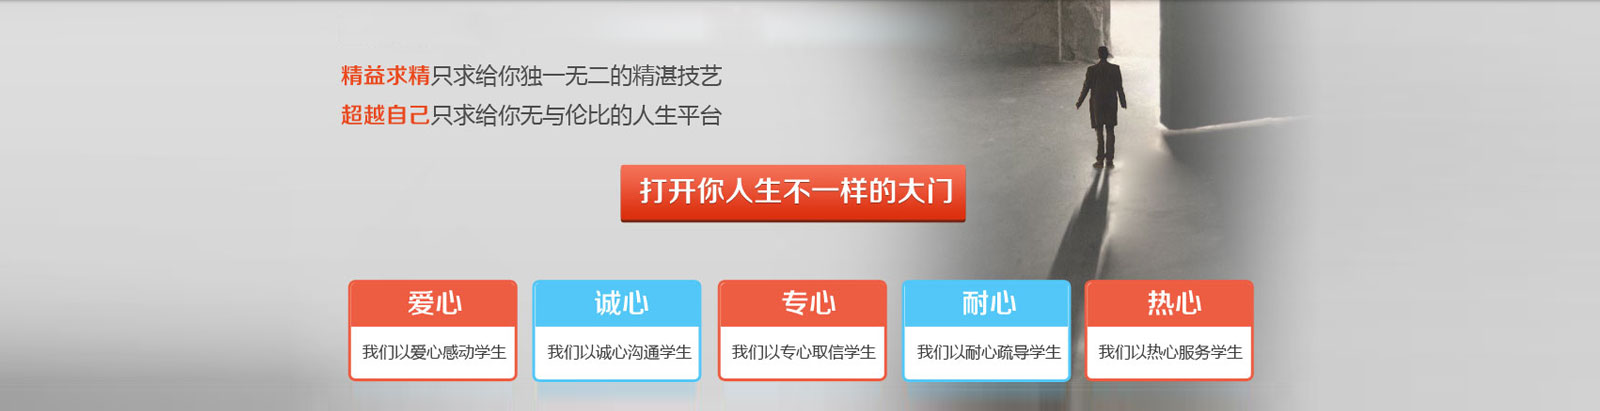 精益求精只求给你独一无二的精湛技艺
超越自己只求给你无与伦比的人生平台
打开你人生不一样的大门
爱心
我们以爱心感动学生
诚心
我们以诚心沟通学生
专心
我们以专心取信学生
耐心
我们以耐心疏导学生
热心
我们以热心服务学生